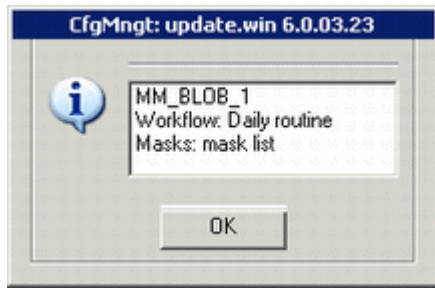 CfgMngt: update.win 6.0.03.23
MM_BLOB_1
Workflow: Daily routine
Masks: mask list
OK